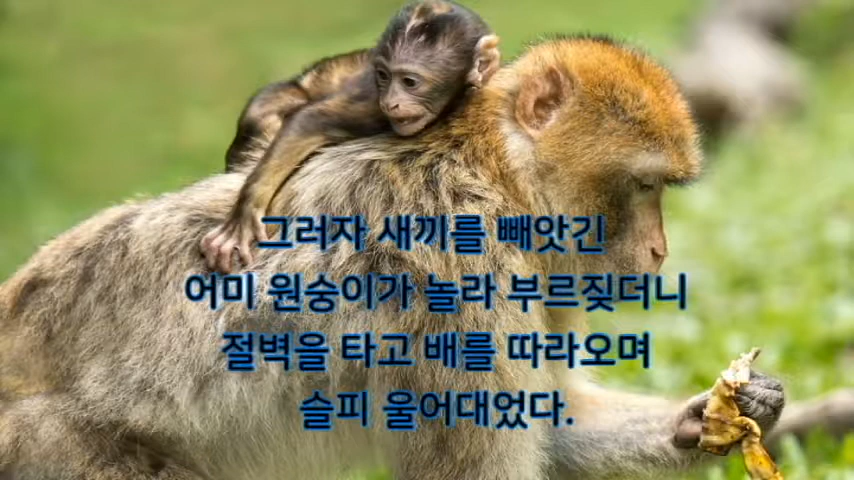 그러자 새끼를 빼앗긴
어미 원숭이가 놀라 부르짖더니
절벽을 타고 배를 따라오며
슬피 울어대었다.